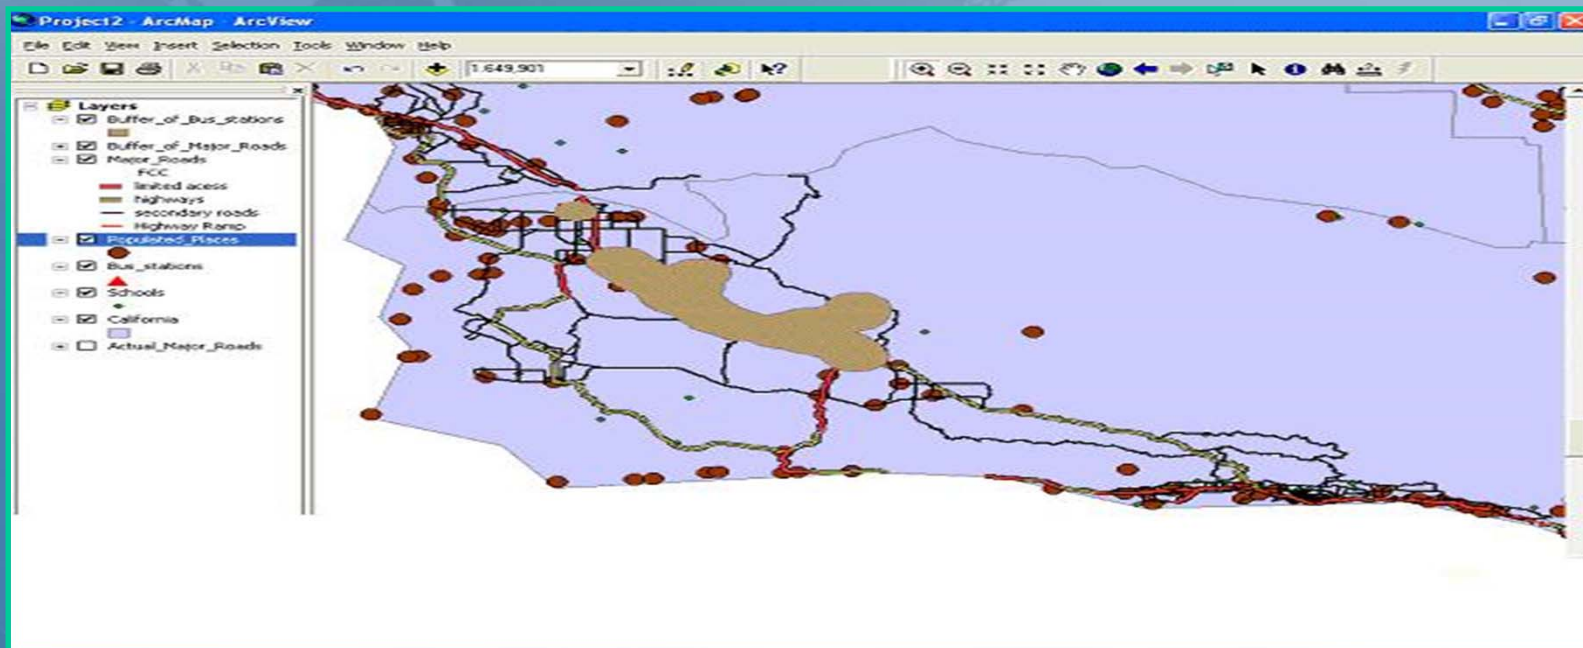 Project2 - ArcMap - ArcView
File Edit View Insert Selection Tools Window Help
1:649,901
Layers
Buffer_of_Bus_stations
Buffer_of_Major_Roads
Major_Roads
FCC
limited acess
highways
secondary roads
Highway Ramp
Populated_Places
Bus_stations
Schools
California
Actual_Major_Roads